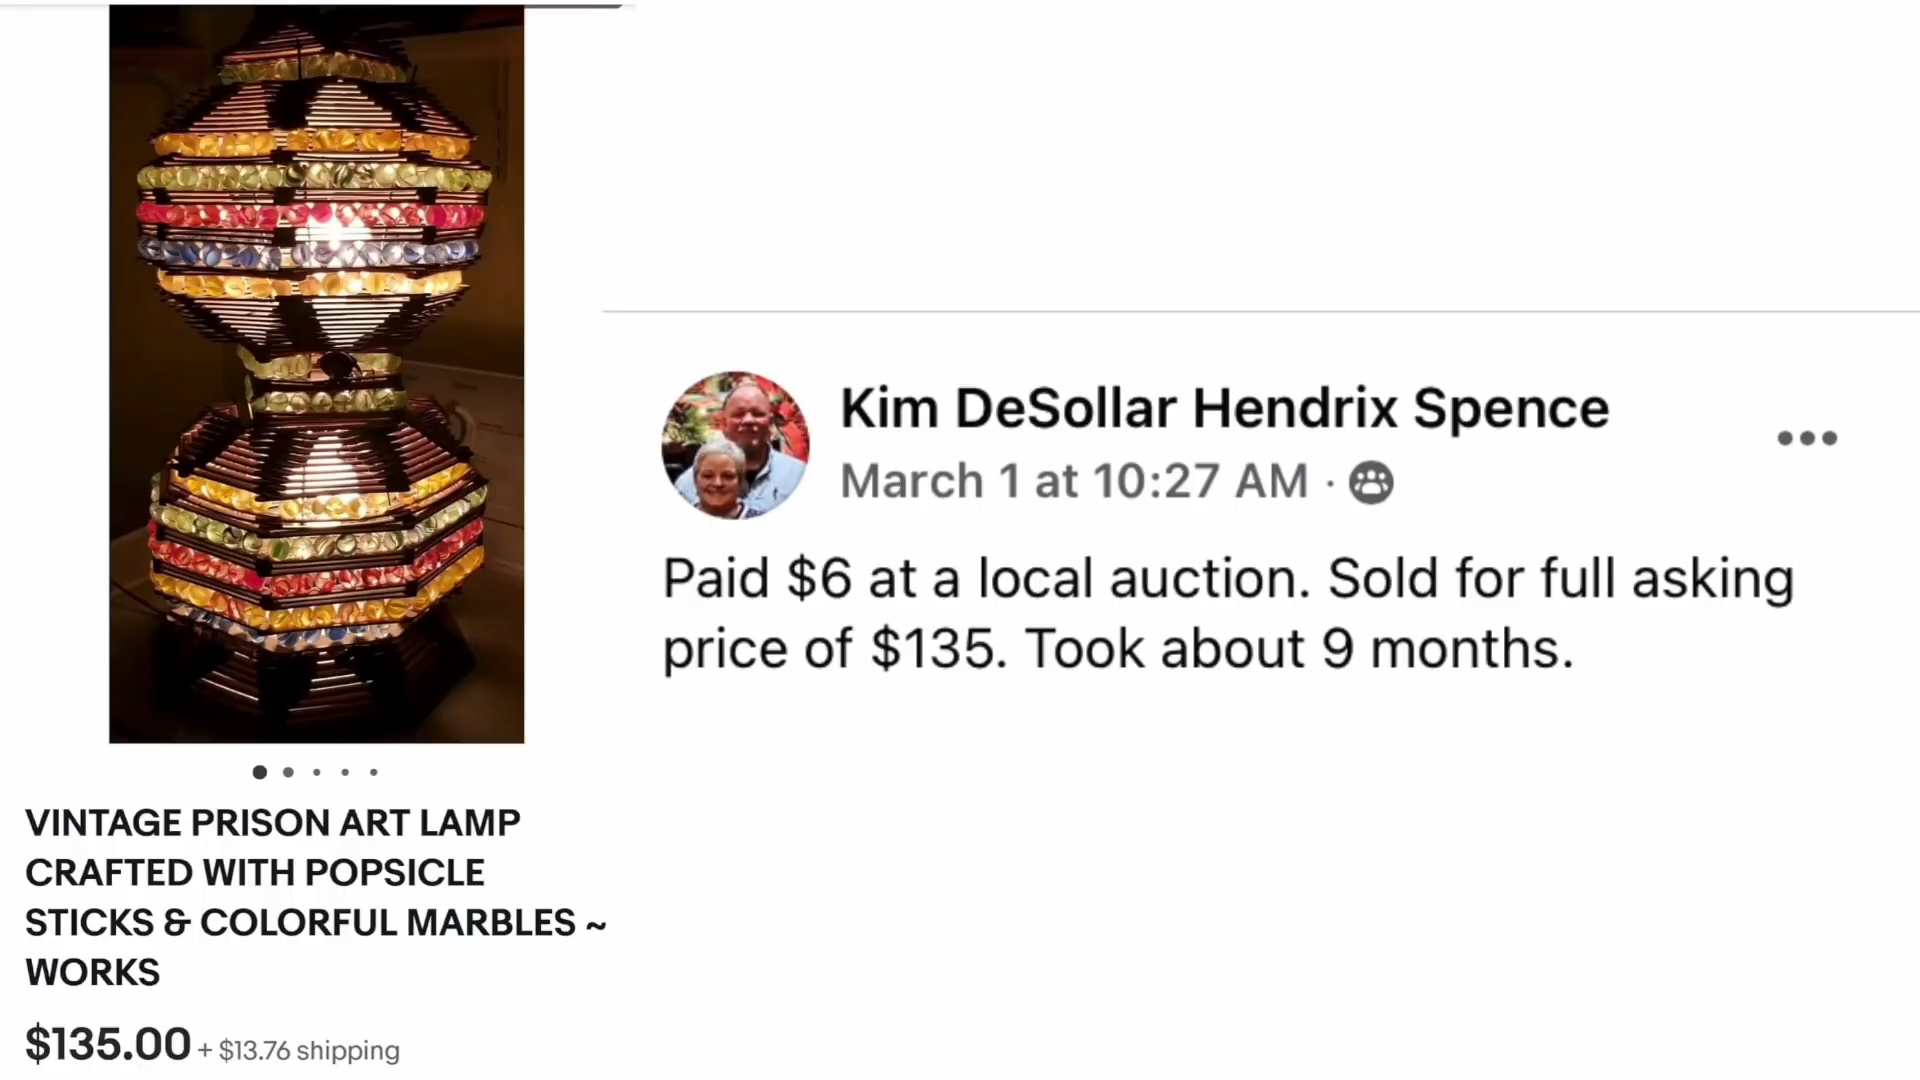 VINTAGE PRISON ART LAMP
CRAFTED WITH POPSICLE
STICKS & COLORFUL MARBLES ~
WORKS
$135.00 + $13.76 shipping
Kim DeSollar Hendrix Spence
March 1 at 10:27 AM ·
Paid $6 at a local auction. Sold for full asking
price of $135. Took about 9 months.